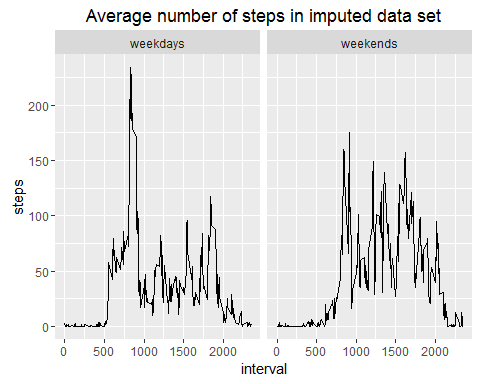 Average number of steps in imputed data set
weekdays
weekends
steps
200
150
100
50
0
0 500 1000 1500 2000
0 500 1000 1500 2000
interval